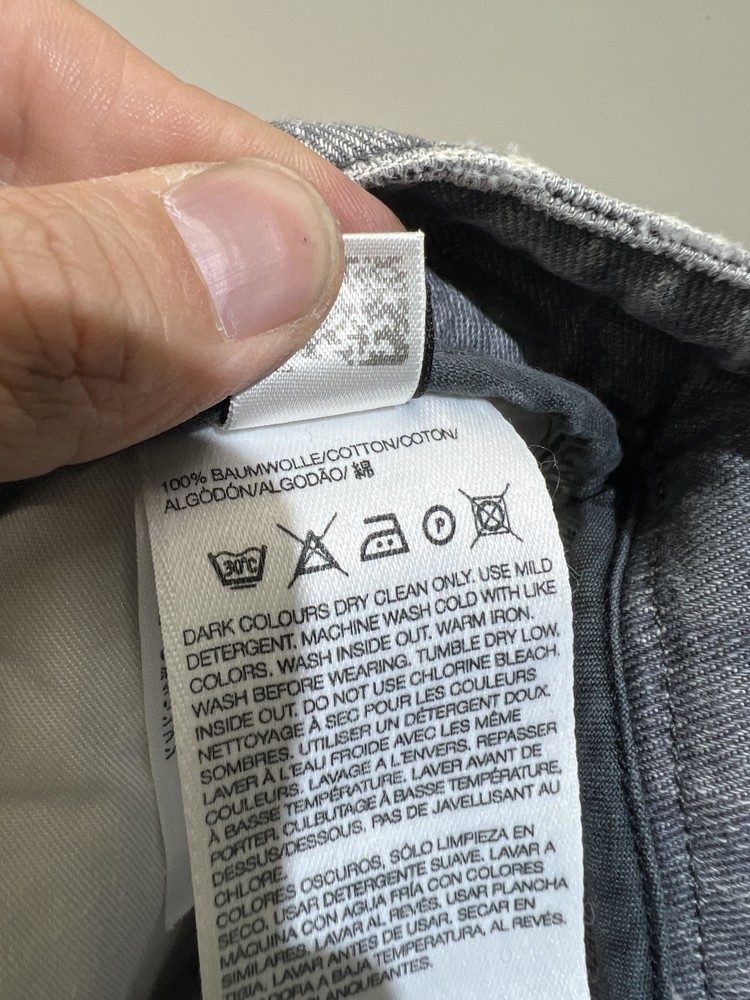 100% BAUMWOLLE/COTTON/COTON/
ALGODÓN/ALGODÃO/ 綿
30°C
P
DARK COLOURS DRY CLEAN ONLY. USE MILD
DETERGENT. MACHINE WASH COLD WITH LIKE
COLORS. WASH INSIDE OUT. WARM IRON.
WASH BEFORE WEARING. TUMBLE DRY LOW.
INSIDE OUT. DO NOT USE CHLORINE BLEACH.
NETTOYAGE À SEC POUR LES COULEURS
SOMBRES. UTILISER UN DÉTERGENT DOUX.
LAVER À L'EAU FROIDE AVEC LES MÊME
COULEURS. LAVAGE A L'ENVERS. REPASSER
À BASSE TEMPÉRATURE. LAVER AVANT DE
PORTER. CULBUTAGE À BASSE TEMPÉRATURE,
DESSUS/DESSOUS, PAS DE JAVELLISANT AU
CHLORE.
COLORES OSCUROS, SÓLO LIMPIEZA EN
SECO. USAR DETERGENTE SUAVE. LAVAR A
MÁQUINA CON AGUA FRÍA CON COLORES
SIMILARES. LAVAR AL REVÉS. USAR PLANCHA
TIBIA. LAVAR ANTES DE USAR. SECAR EN
ADORA A BAJA TEMPERATURA, AL REVÉS.
BLANQUEANTES.